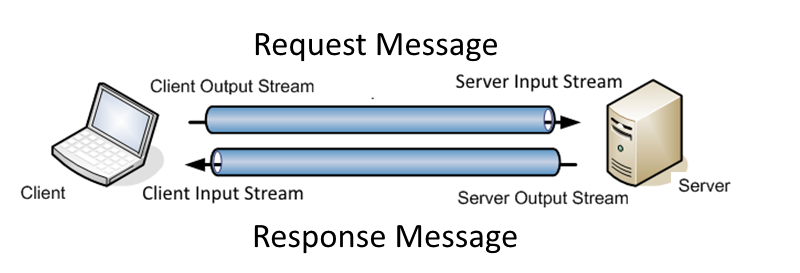 Request Message
Client Output Stream
Server Input Stream
Client
Client Input Stream
Server Output Stream
Server
Response Message